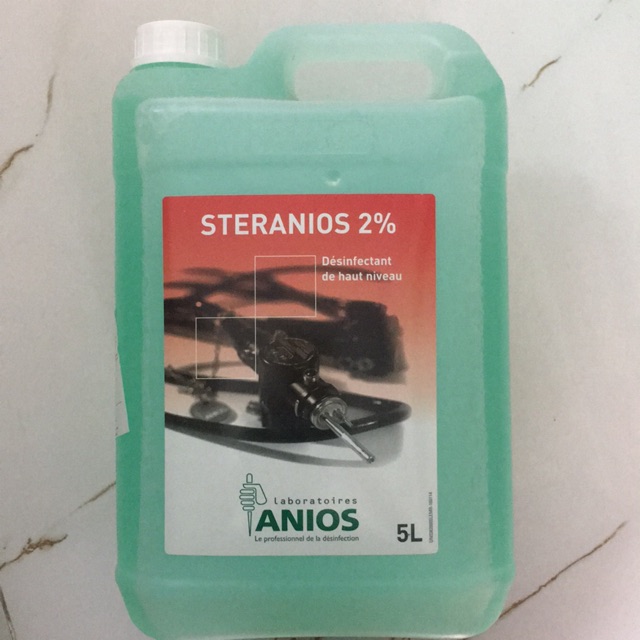 STERANIOS 2%
Désinfectant
de haut niveau
Laboratoires
ANIOS
Le professionnel de la désinfection
5L